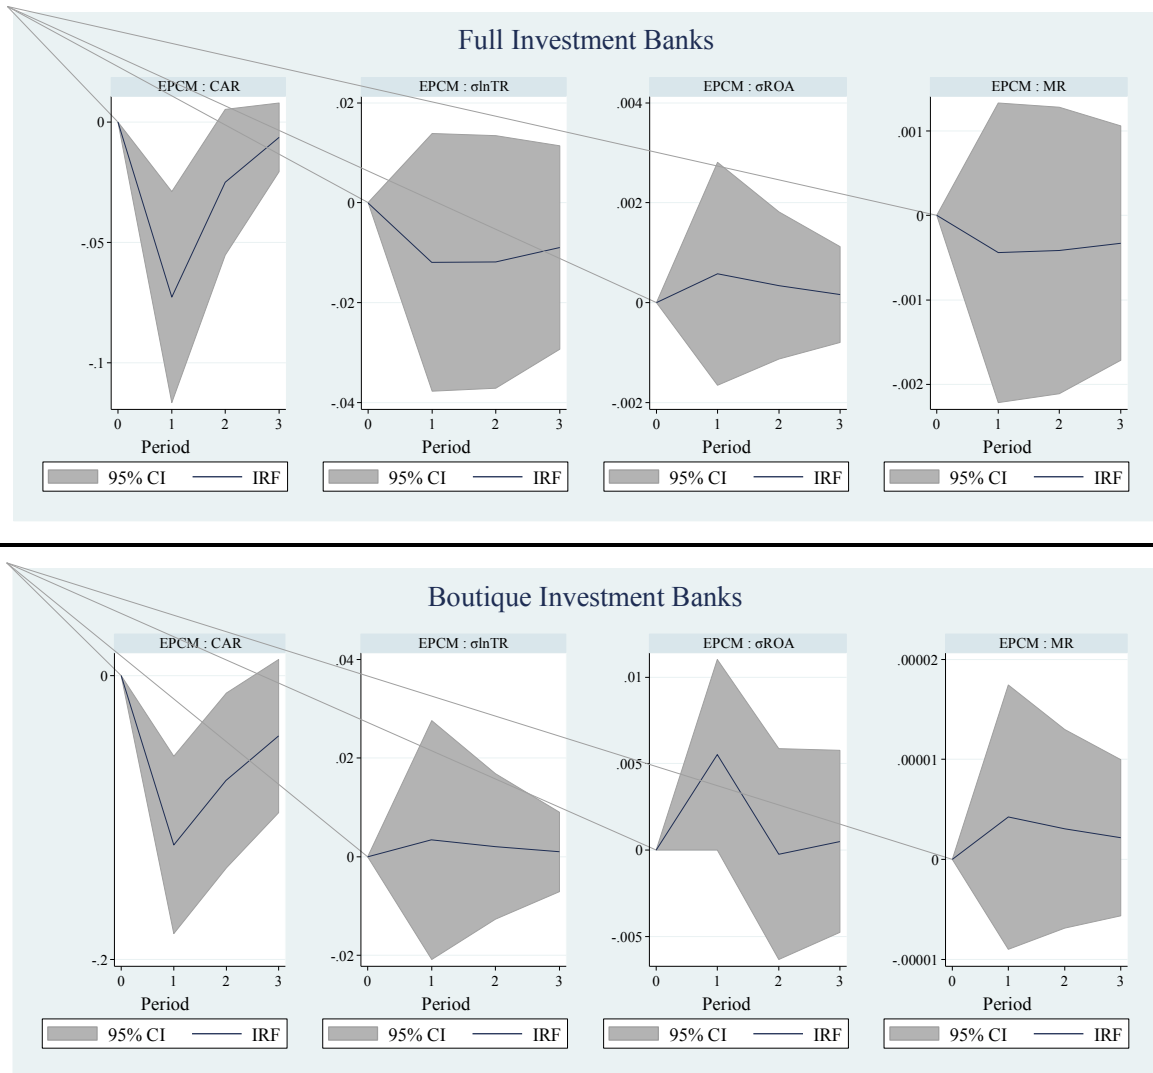 Full Investment Banks
EPCM : CAR
EPCM : σlnTR
EPCM : σROA
EPCM : MR
0
-.05
-.1
.02
0
-.02
-.04
.004
.002
0
-.002
.001
0
-.001
-.002
0 1 2 3
0 1 2 3
0 1 2 3
0 1 2 3
Period
Period
Period
Period
95% CI IRF
95% CI IRF
95% CI IRF
95% CI IRF
Boutique Investment Banks
EPCM : CAR
EPCM : σlnTR
EPCM : σROA
EPCM : MR
0
-.2
.04
.02
0
-.02
.01
.005
0
-.005
.00002
.00001
0
-.00001
0 1 2 3
0 1 2 3
0 1 2 3
0 1 2 3
Period
Period
Period
Period
95% CI IRF
95% CI IRF
95% CI IRF
95% CI IRF